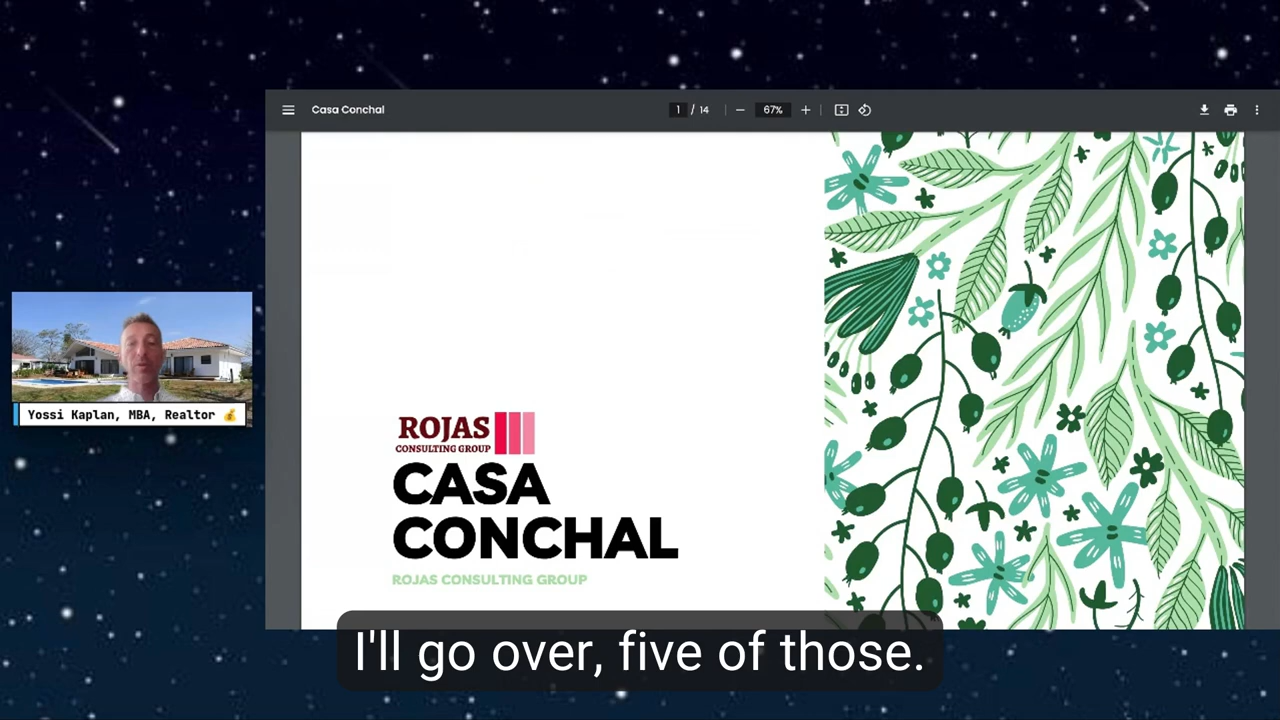 Casa Conchal
1 / 14
67%
ROJAS
CONSULTING GROUP
CASA
CONCHAL
ROJAS CONSULTING GROUP
Yossi Kaplan, MBA, Realtor 💰
I'll go over, five of those.